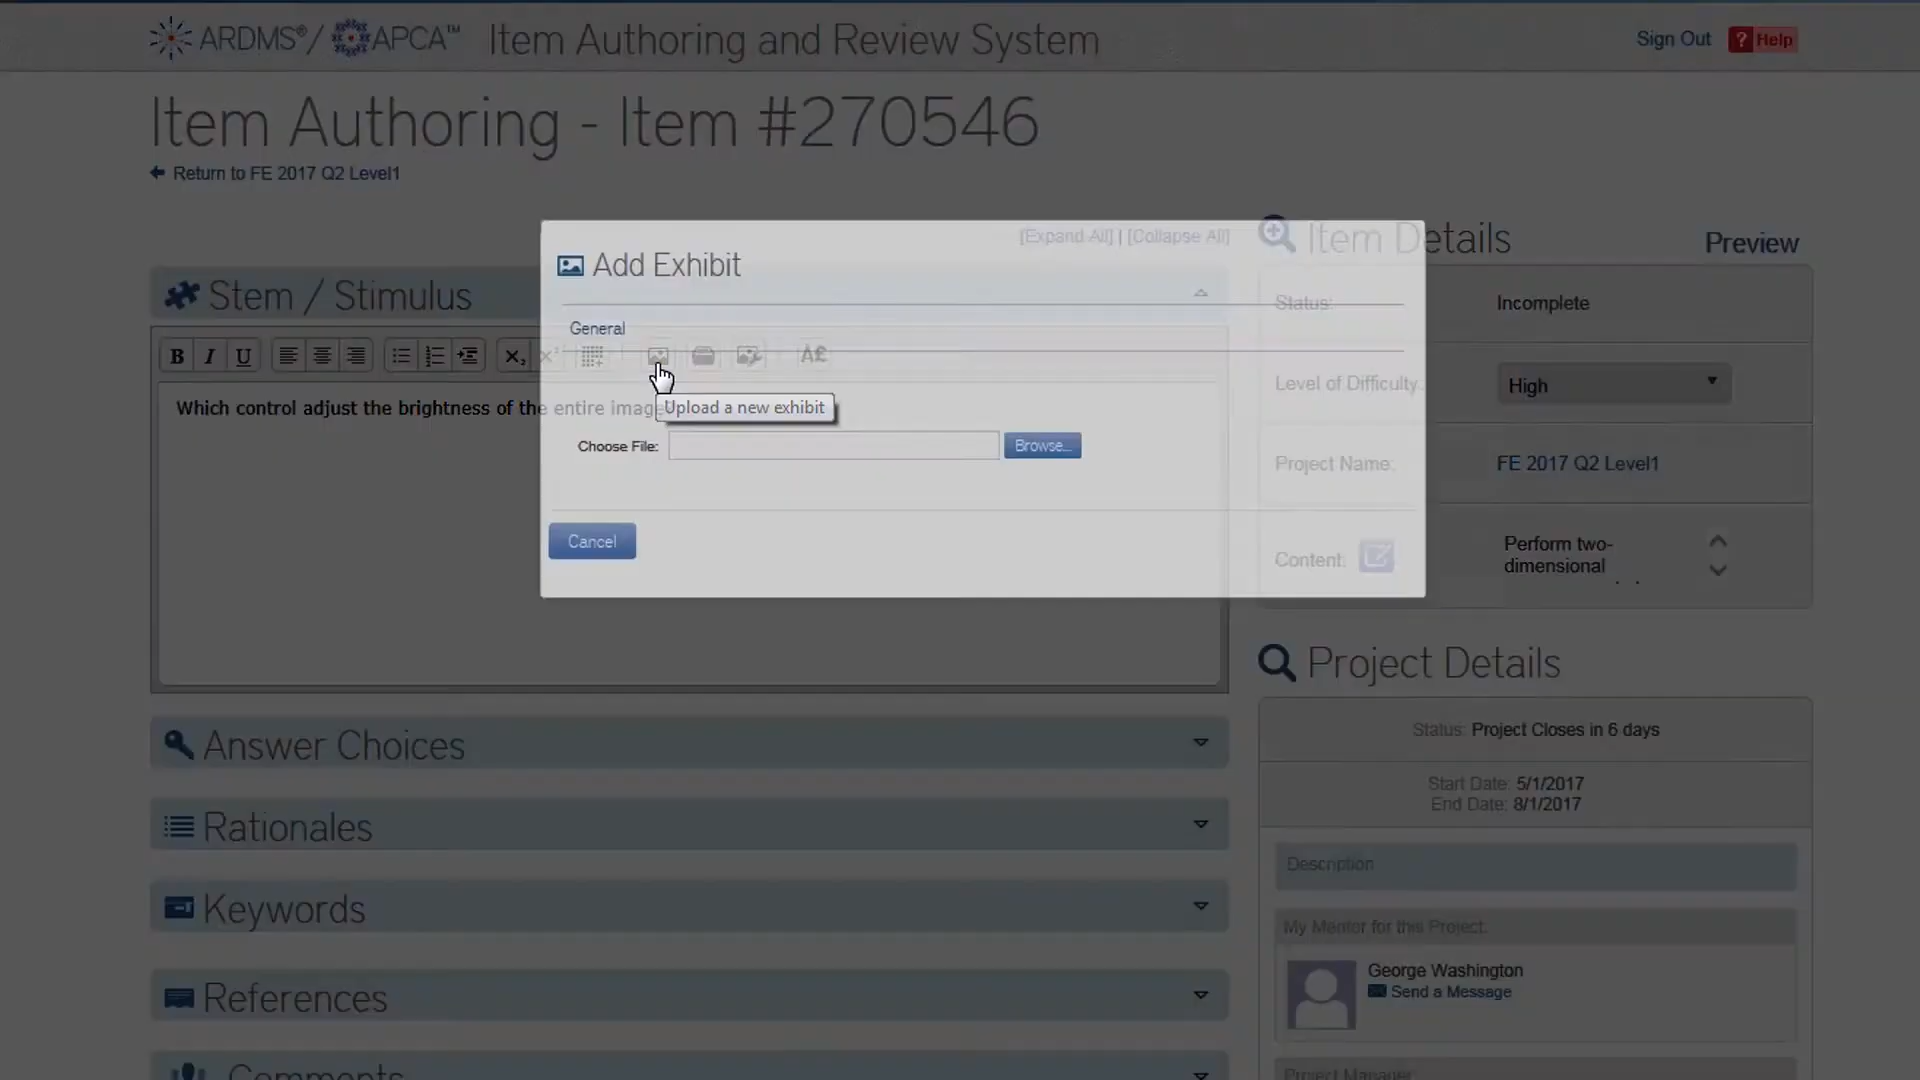 ARDMS®/ APCA™ Item Authoring and Review System
Sign Out ? Help
Item Authoring - Item #270546
Return to FE 2017 Q2 Level1
[Expand All] | [Collapse All]
Stem / Stimulus
B I U
A£
Which control adjust the brightness of the entire image
Add Exhibit
General
Upload a new exhibit
Choose File: Browse...
Cancel
Answer Choices
Rationales
Keywords
References
Comments
Item Details Preview
Status: Incomplete
Level of Difficulty: High
Project Name: FE 2017 Q2 Level1
Content: Perform two-
dimensional
Project Details
Status: Project Closes in 6 days
Start Date: 5/1/2017
End Date: 8/1/2017
Description
My Mentor for this Project:
George Washington
Send a Message
Project Manager